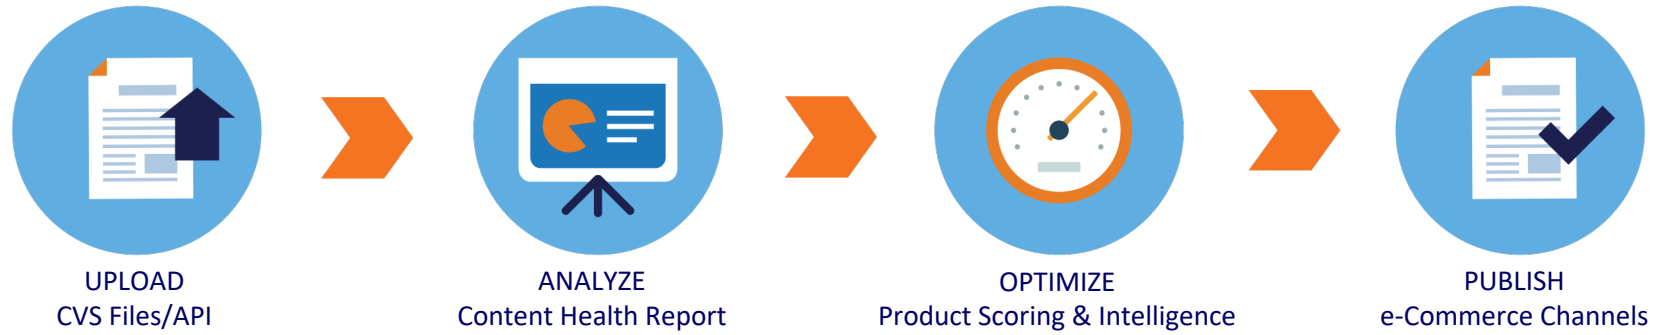 UPLOAD
CVS Files/API
ANALYZE
Content Health Report
OPTIMIZE
Product Scoring & Intelligence
PUBLISH
e-Commerce Channels